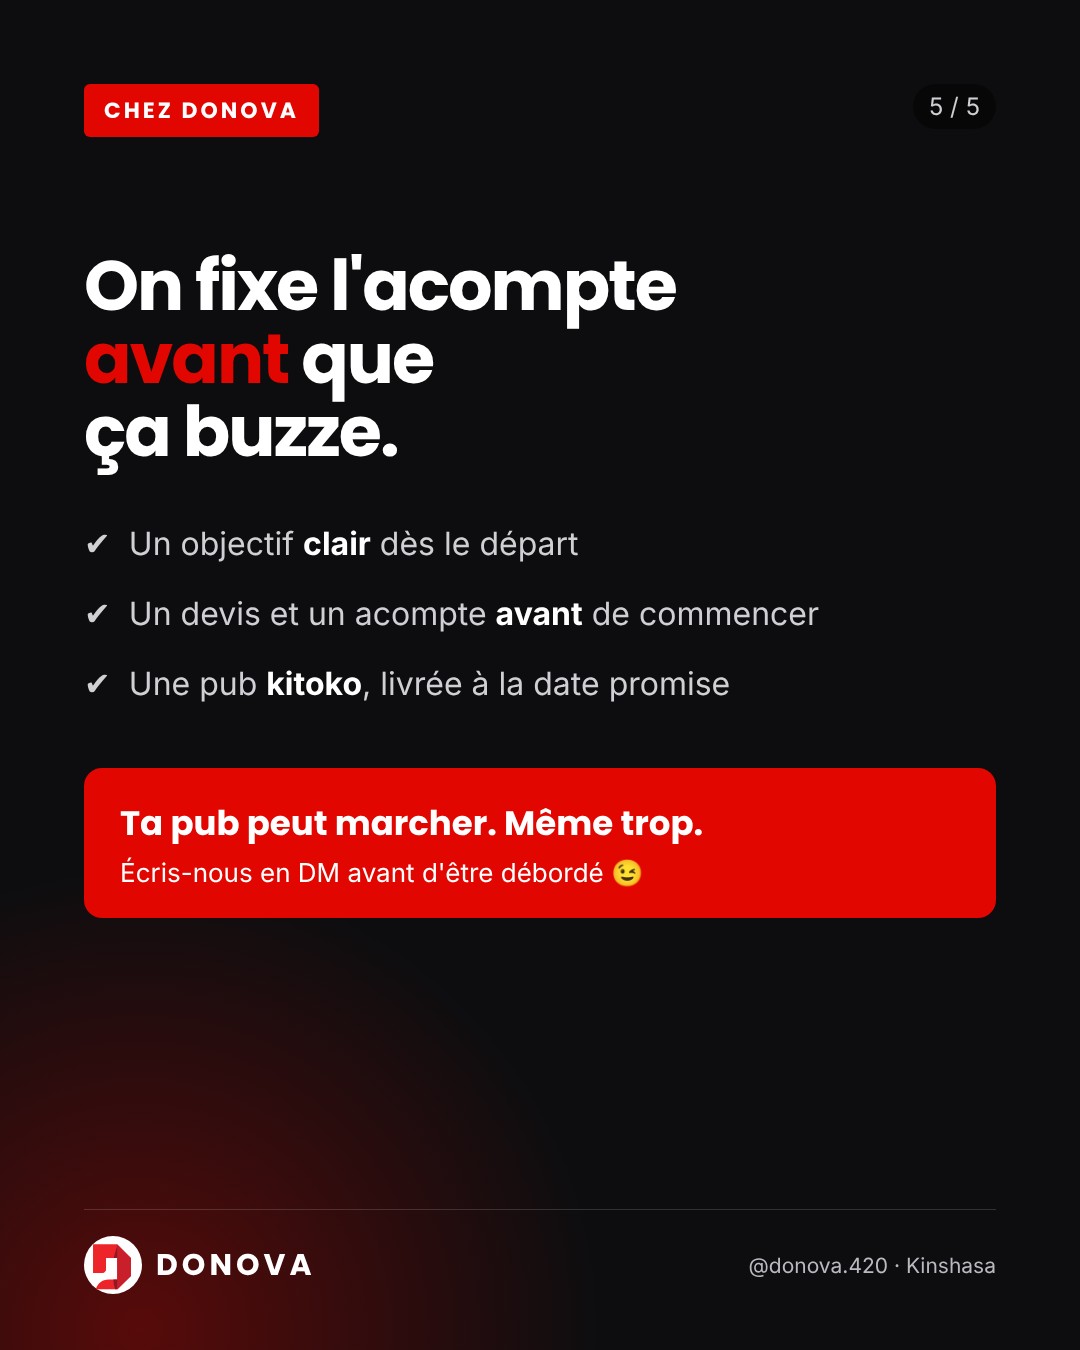 CHEZ DONOVA
5 / 5
On fixe l'acompte
avant que
ça buzze.
✔ Un objectif clair dès le départ
✔ Un devis et un acompte avant de commencer
✔ Une pub kitoko, livrée à la date promise
Ta pub peut marcher. Même trop.
Écris-nous en DM avant d'être débordé 😉
DONOVA
@donova.420 · Kinshasa